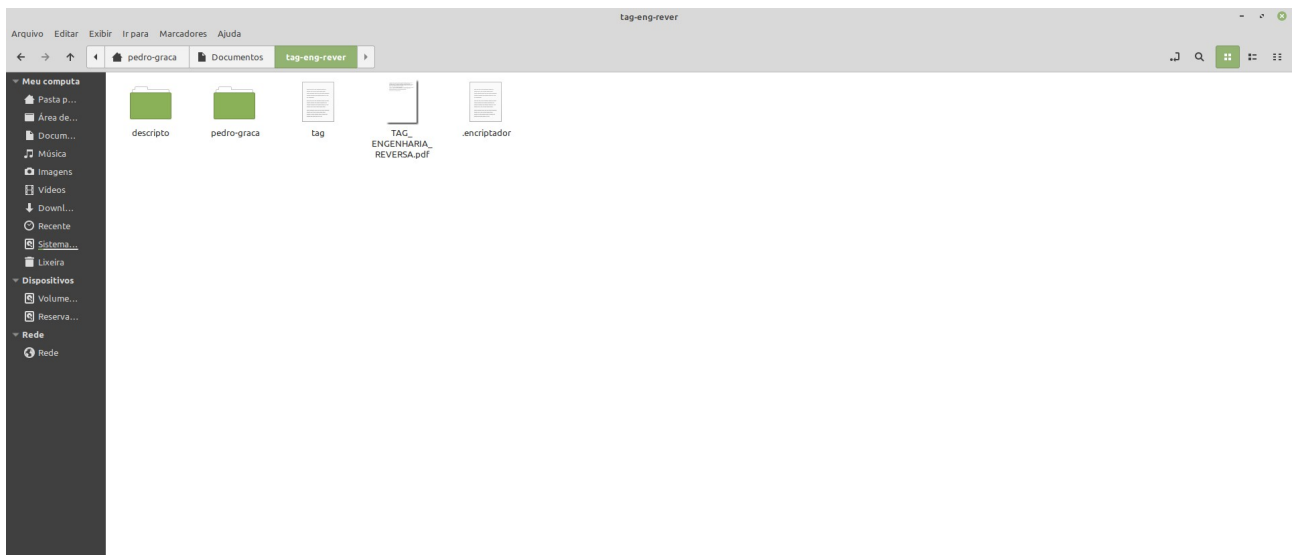 tag-eng-rever
Arquivo Editar Exibir Ir para Marcadores Ajuda
pedro-graca Documentos tag-eng-rever
Meu computa
Pasta p...
Área de...
Docum...
Música
Imagens
Vídeos
Downl...
Recente
Sistema...
Lixeira
Dispositivos
Volume...
Reserva...
Rede
Rede
descripto pedro-graca tag TAG_ .encriptador
ENGENHARIA_
REVERSA.pdf